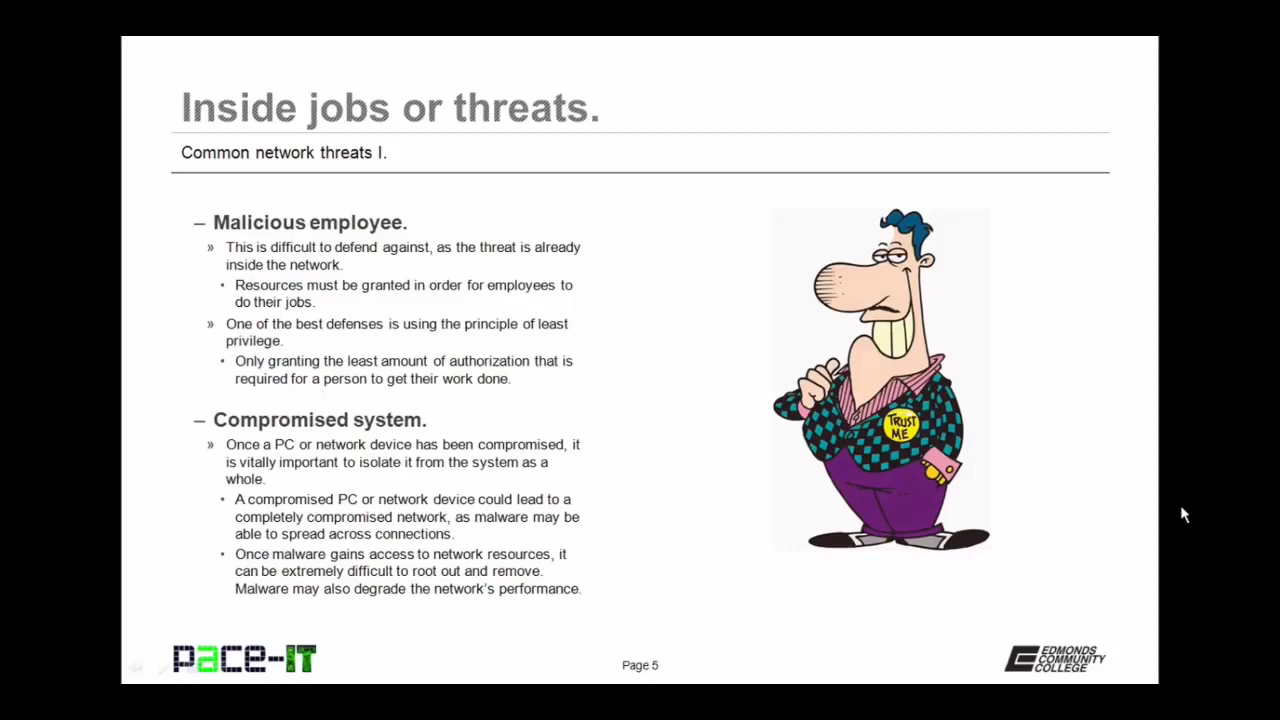 Inside jobs or threats.
Common network threats I.
– Malicious employee.
» This is difficult to defend against, as the threat is already
inside the network.
• Resources must be granted in order for employees to
do their jobs.
» One of the best defenses is using the principle of least
privilege.
• Only granting the least amount of authorization that is
required for a person to get their work done.
– Compromised system.
» Once a PC or network device has been compromised, it
is vitally important to isolate it from the system as a
whole.
• A compromised PC or network device could lead to a
completely compromised network, as malware may be
able to spread across connections.
• Once malware gains access to network resources, it
can be extremely difficult to root out and remove.
Malware may also degrade the network's performance.
TRUST
ME
pace-IT
Page 5
EDMONDS
COMMUNITY
COLLEGE